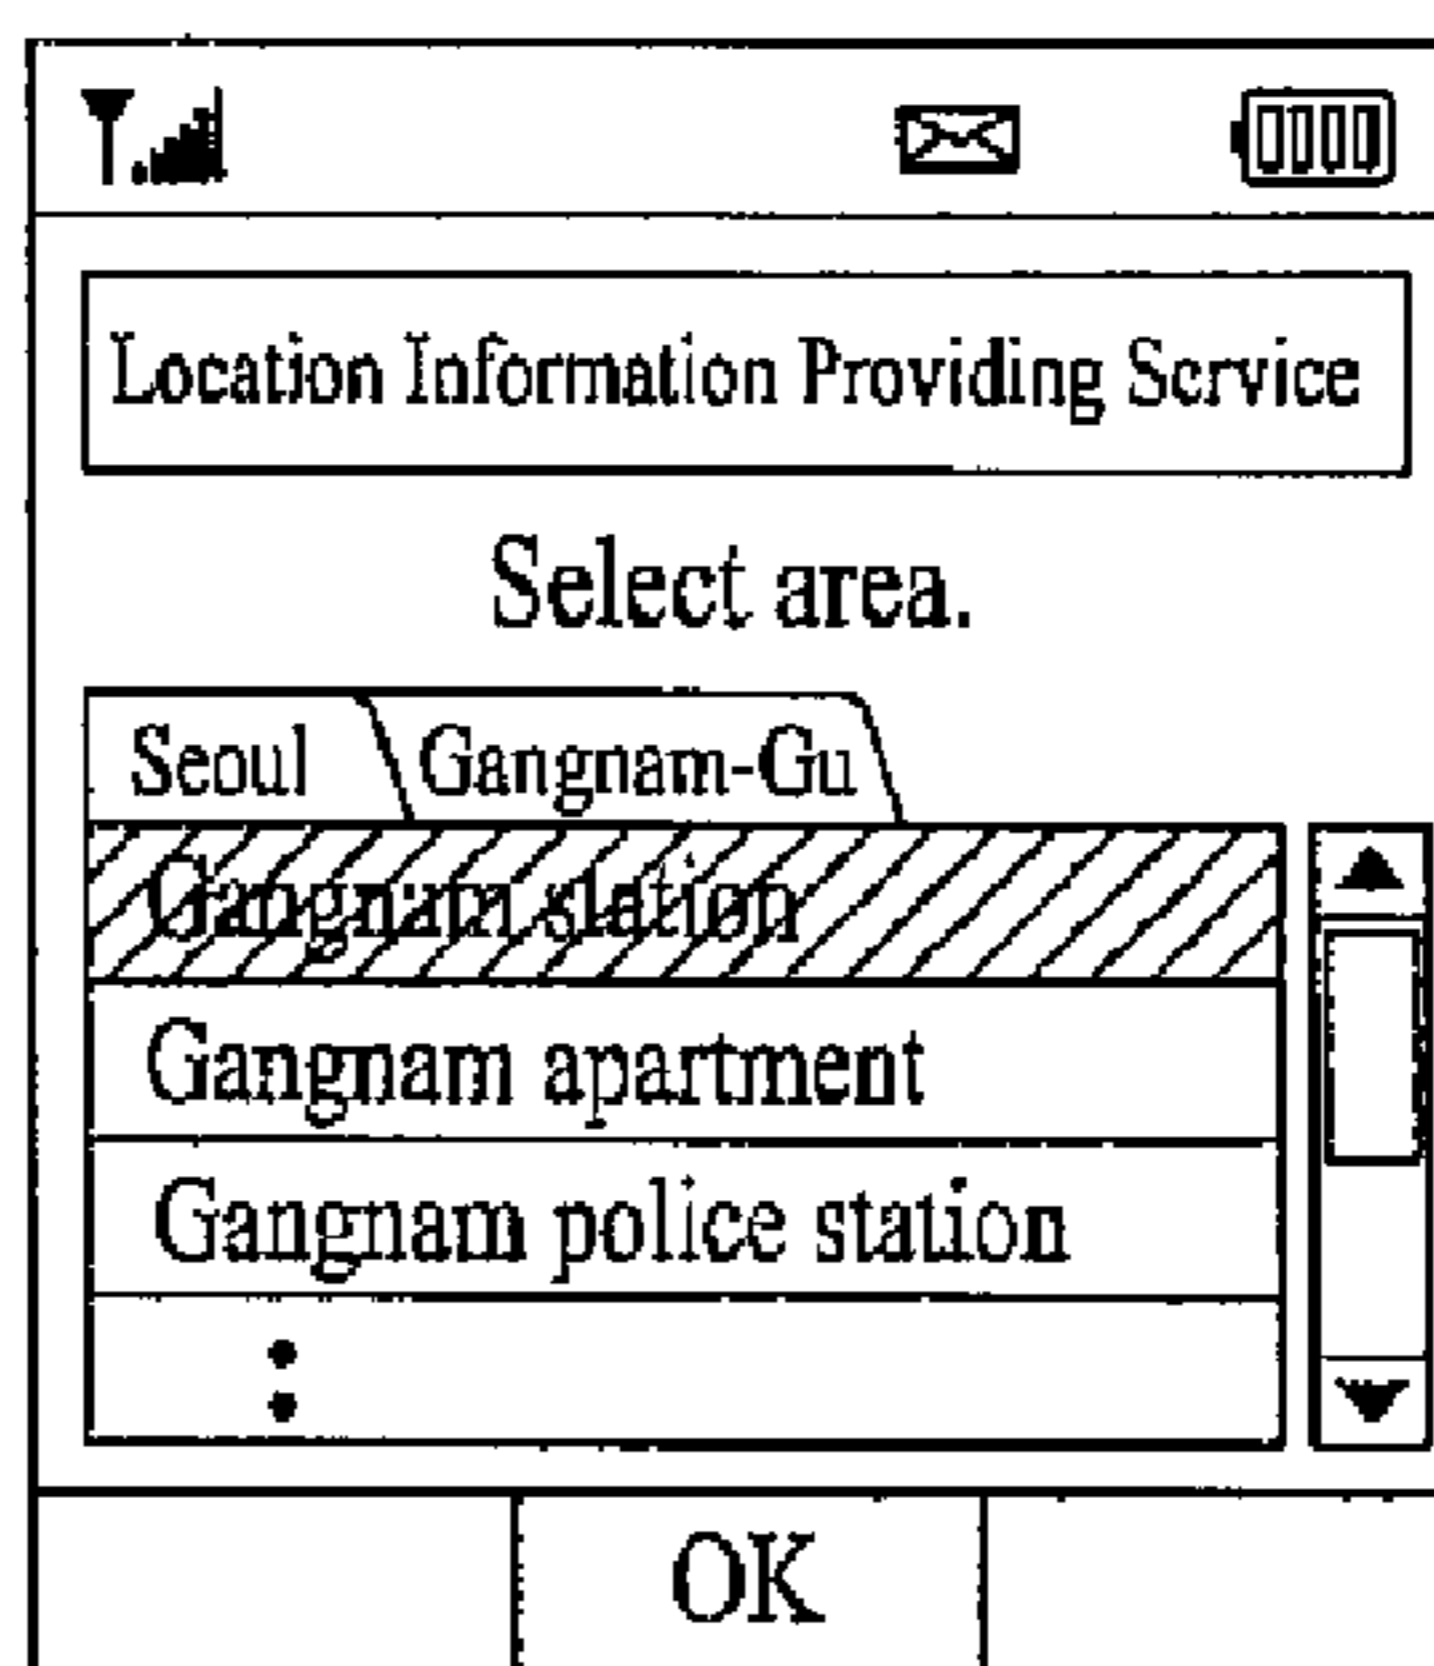 Location Information Providing Service
Select area.
Seoul Gangnam-Gu
Gangnam station
Gangnam apartment
Gangnam police station
OK